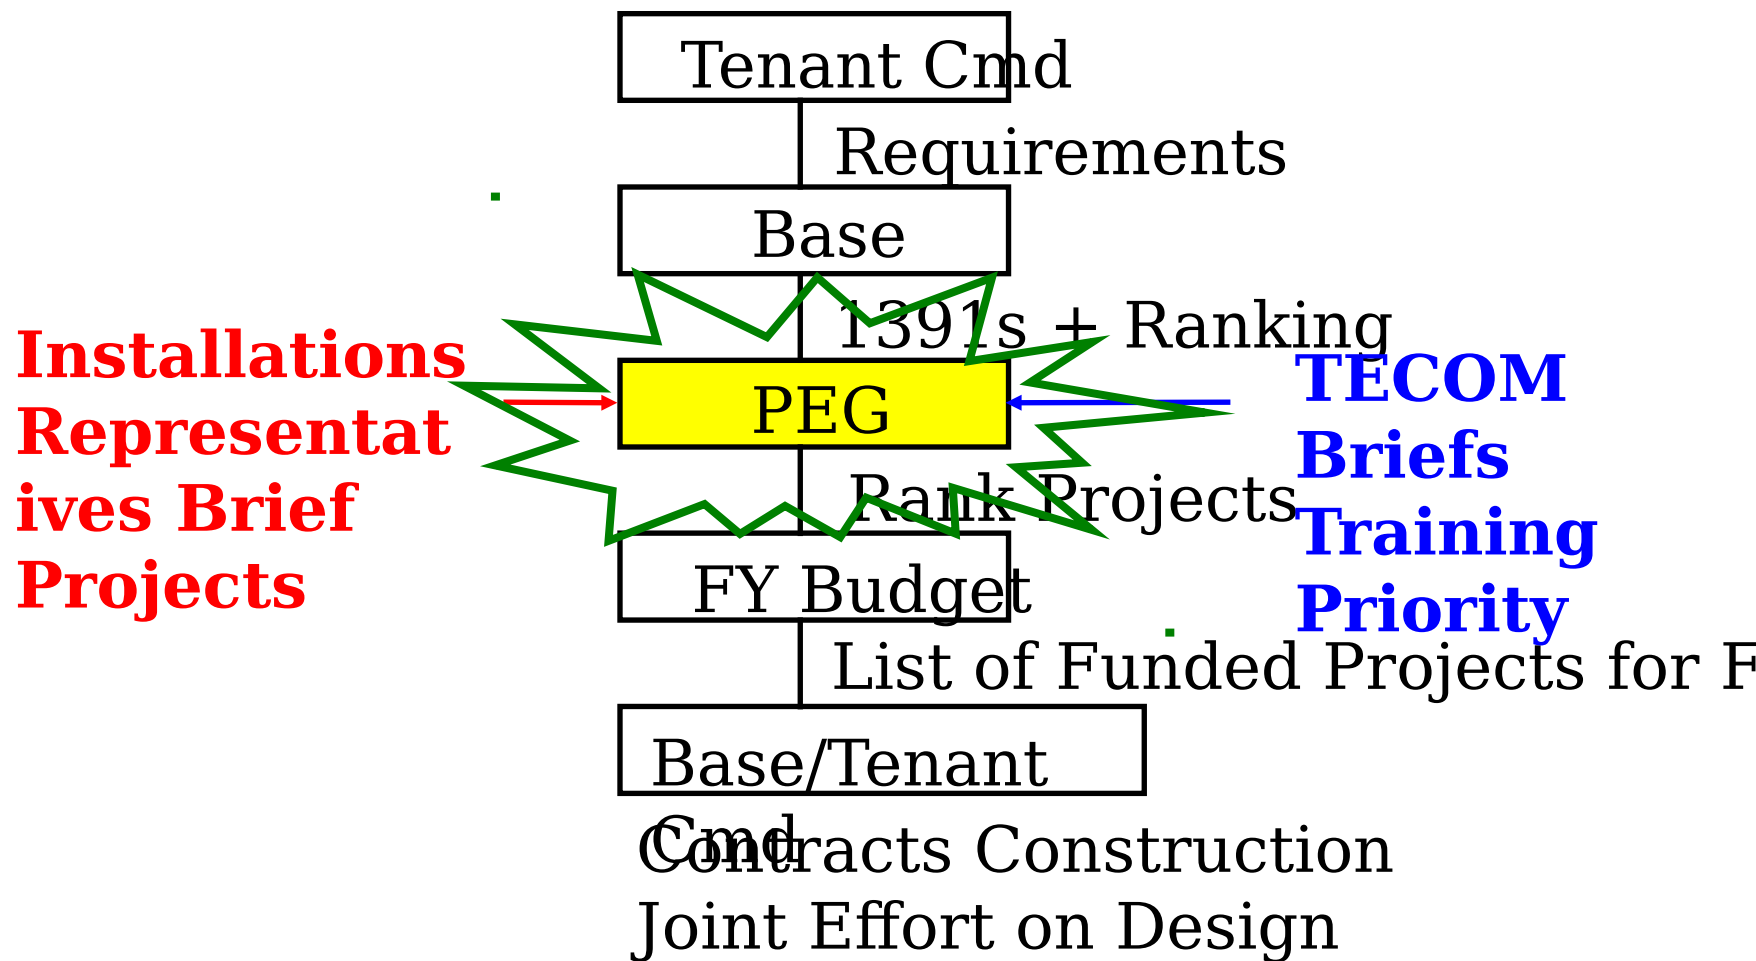 Tenant Cmd
Requirements
Base
1391s + Ranking
Installations
Representat
ives Brief
Projects
PEG
TECOM
Briefs
Training
Priority
Rank Projects
FY Budget
List of Funded Projects for F
Base/Tenant
Cmd
Contracts Construction
Joint Effort on Design